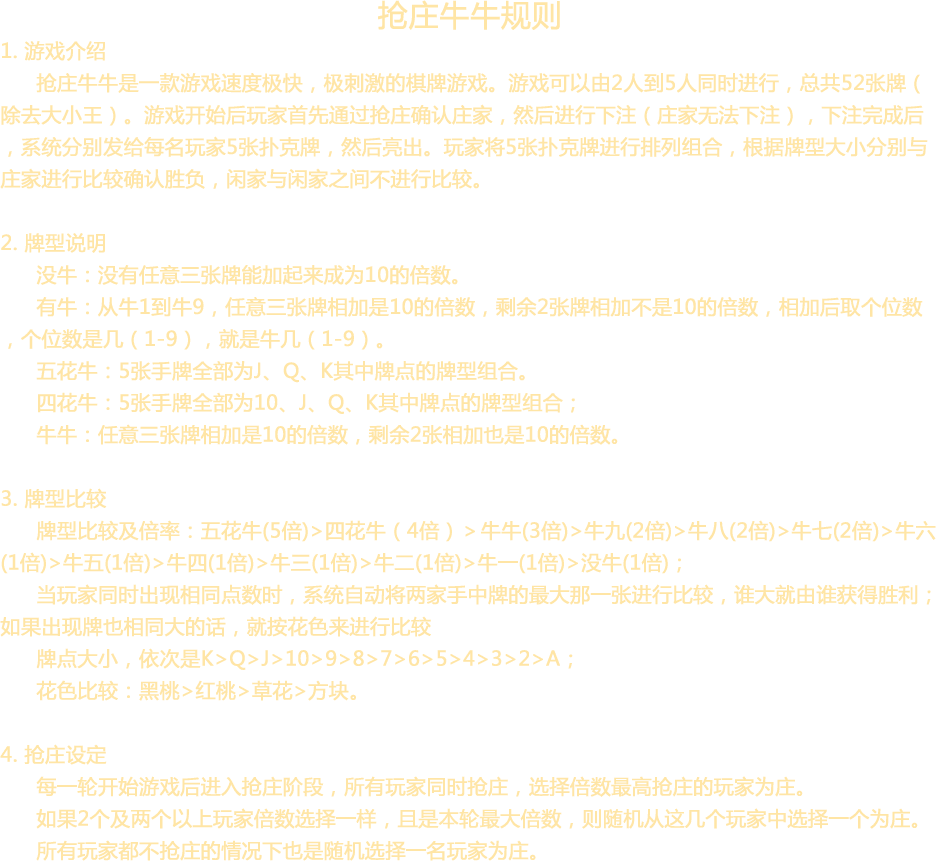 抢庄牛牛规则
1. 游戏介绍
抢庄牛牛是一款游戏速度极快，极刺激的棋牌游戏。游戏可以由2人到5人同时进行，总共52张牌（
除去大小王）。游戏开始后玩家首先通过抢庄确认庄家，然后进行下注（庄家无法下注），下注完成后
，系统分别发给每名玩家5张扑克牌，然后亮出。玩家将5张扑克牌进行排列组合，根据牌型大小分别与
庄家进行比较确认胜负，闲家与闲家之间不进行比较。
2. 牌型说明
没牛：没有任意三张牌能加起来成为10的倍数。
有牛：从牛1到牛9，任意三张牌相加是10的倍数，剩余2张牌相加不是10的倍数，相加后取个位数
，个位数是几（1-9），就是牛几（1-9）。
五花牛：5张手牌全部为J、Q、K其中牌点的牌型组合。
四花牛：5张手牌全部为10、J、Q、K其中牌点的牌型组合；
牛牛：任意三张牌相加是10的倍数，剩余2张相加也是10的倍数。
3. 牌型比较
牌型比较及倍率：五花牛(5倍)>四花牛（4倍）＞牛牛(3倍)>牛九(2倍)>牛八(2倍)>牛七(2倍)>牛六
(1倍)>牛五(1倍)>牛四(1倍)>牛三(1倍)>牛二(1倍)>牛一(1倍)>没牛(1倍)；
当玩家同时出现相同点数时，系统自动将两家手中牌的最大那一张进行比较，谁大就由谁获得胜利；
如果出现牌也相同大的话，就按花色来进行比较
牌点大小，依次是K>Q>J>10>9>8>7>6>5>4>3>2>A；
花色比较：黑桃>红桃>草花>方块。
4. 抢庄设定
每一轮开始游戏后进入抢庄阶段，所有玩家同时抢庄，选择倍数最高抢庄的玩家为庄。
如果2个及两个以上玩家倍数选择一样，且是本轮最大倍数，则随机从这几个玩家中选择一个为庄。
所有玩家都不抢庄的情况下也是随机选择一名玩家为庄。